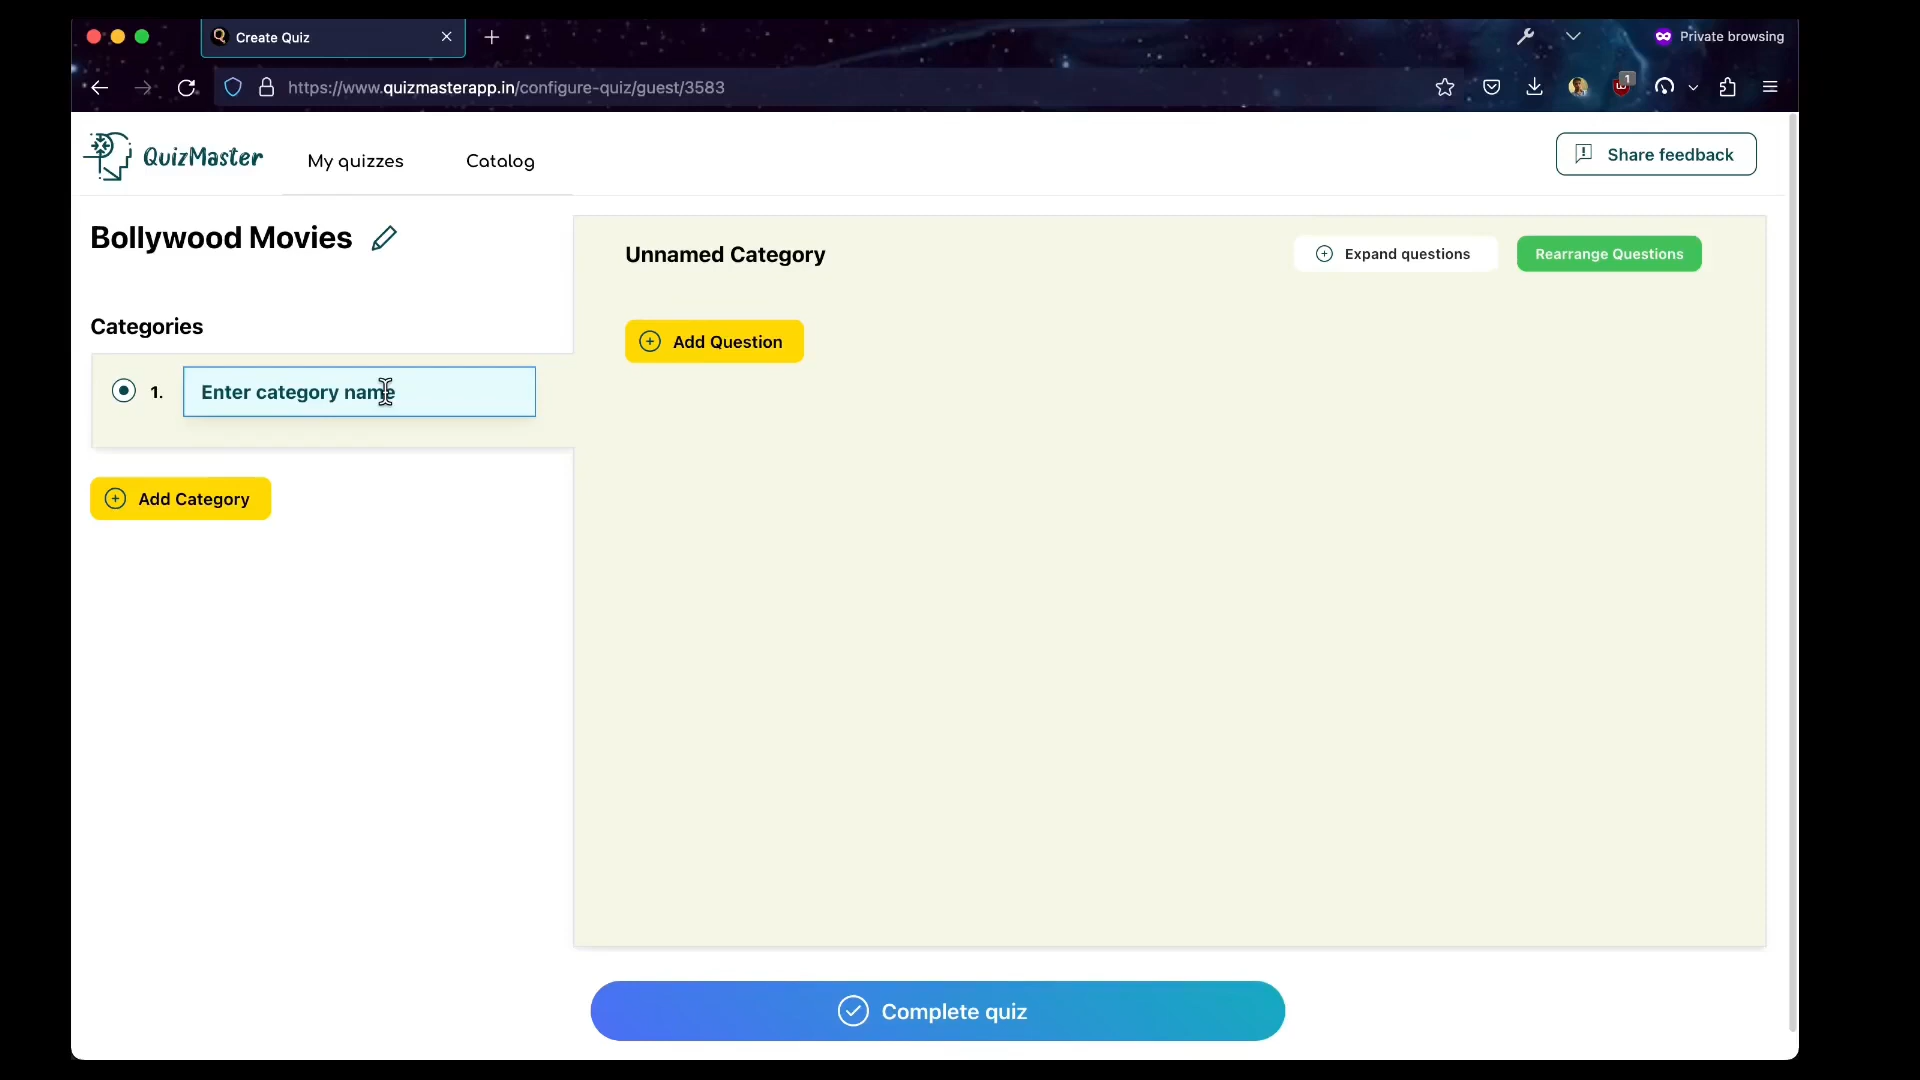 Create Quiz
Private browsing
https://www.quizmasterapp.in/configure-quiz/guest/3583
1
QuizMaster
My quizzes
Catalog
Share feedback
Bollywood Movies
Unnamed Category
Expand questions
Rearrange Questions
Categories
Add Question
1.
Enter category name
Add Category
Complete quiz